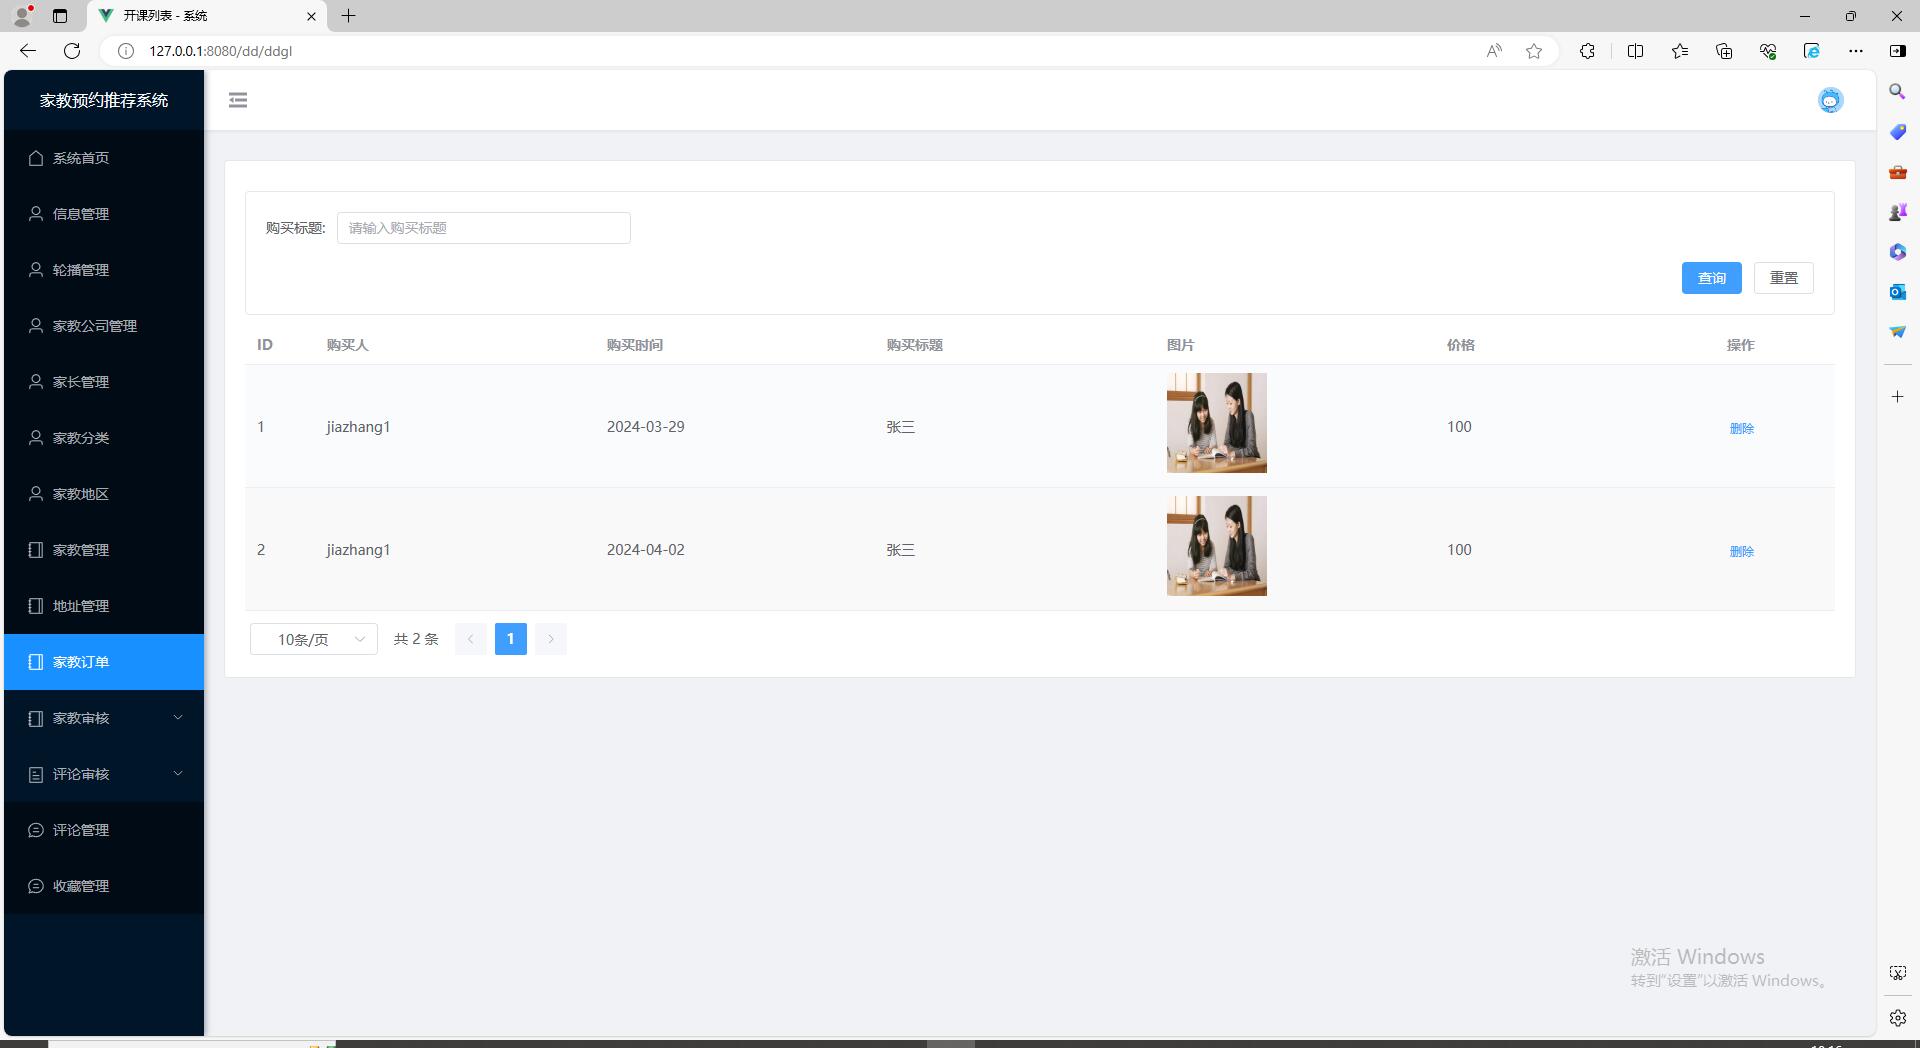 开课列表 - 系统
127.0.0.1:8080/dd/ddgl
家教预约推荐系统
系统首页
信息管理
轮播管理
家教公司管理
家长管理
家教分类
家教地区
家教管理
地址管理
家教订单
家教审核
评论审核
评论管理
收藏管理
购买标题: 请输入购买标题
查询 重置
ID 购买人 购买时间 购买标题 图片 价格 操作
1 jiazhang1 2024-03-29 张三 100 删除
2 jiazhang1 2024-04-02 张三 100 删除
10条/页 共 2 条 1
激活 Windows
转到"设置"以激活 Windows。